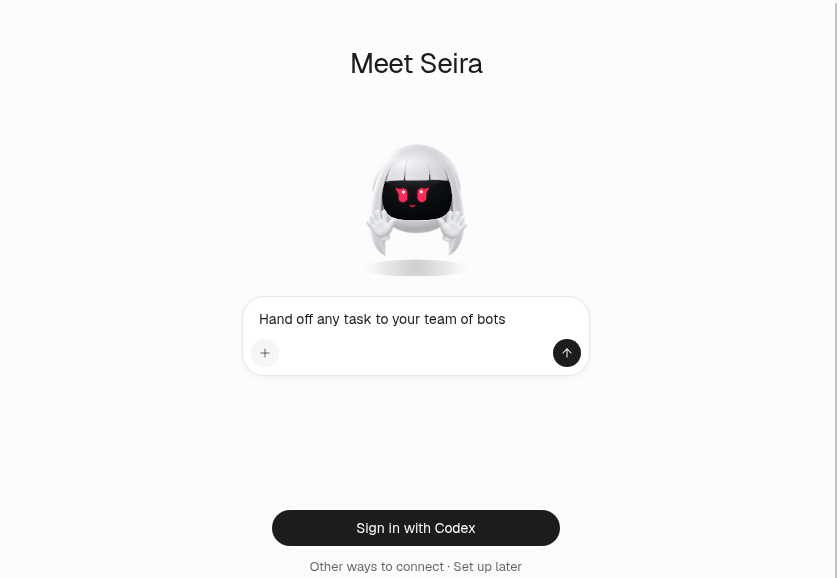 Meet Seira
Hand off any task to your team of bots
Sign in with Codex
Other ways to connect · Set up later